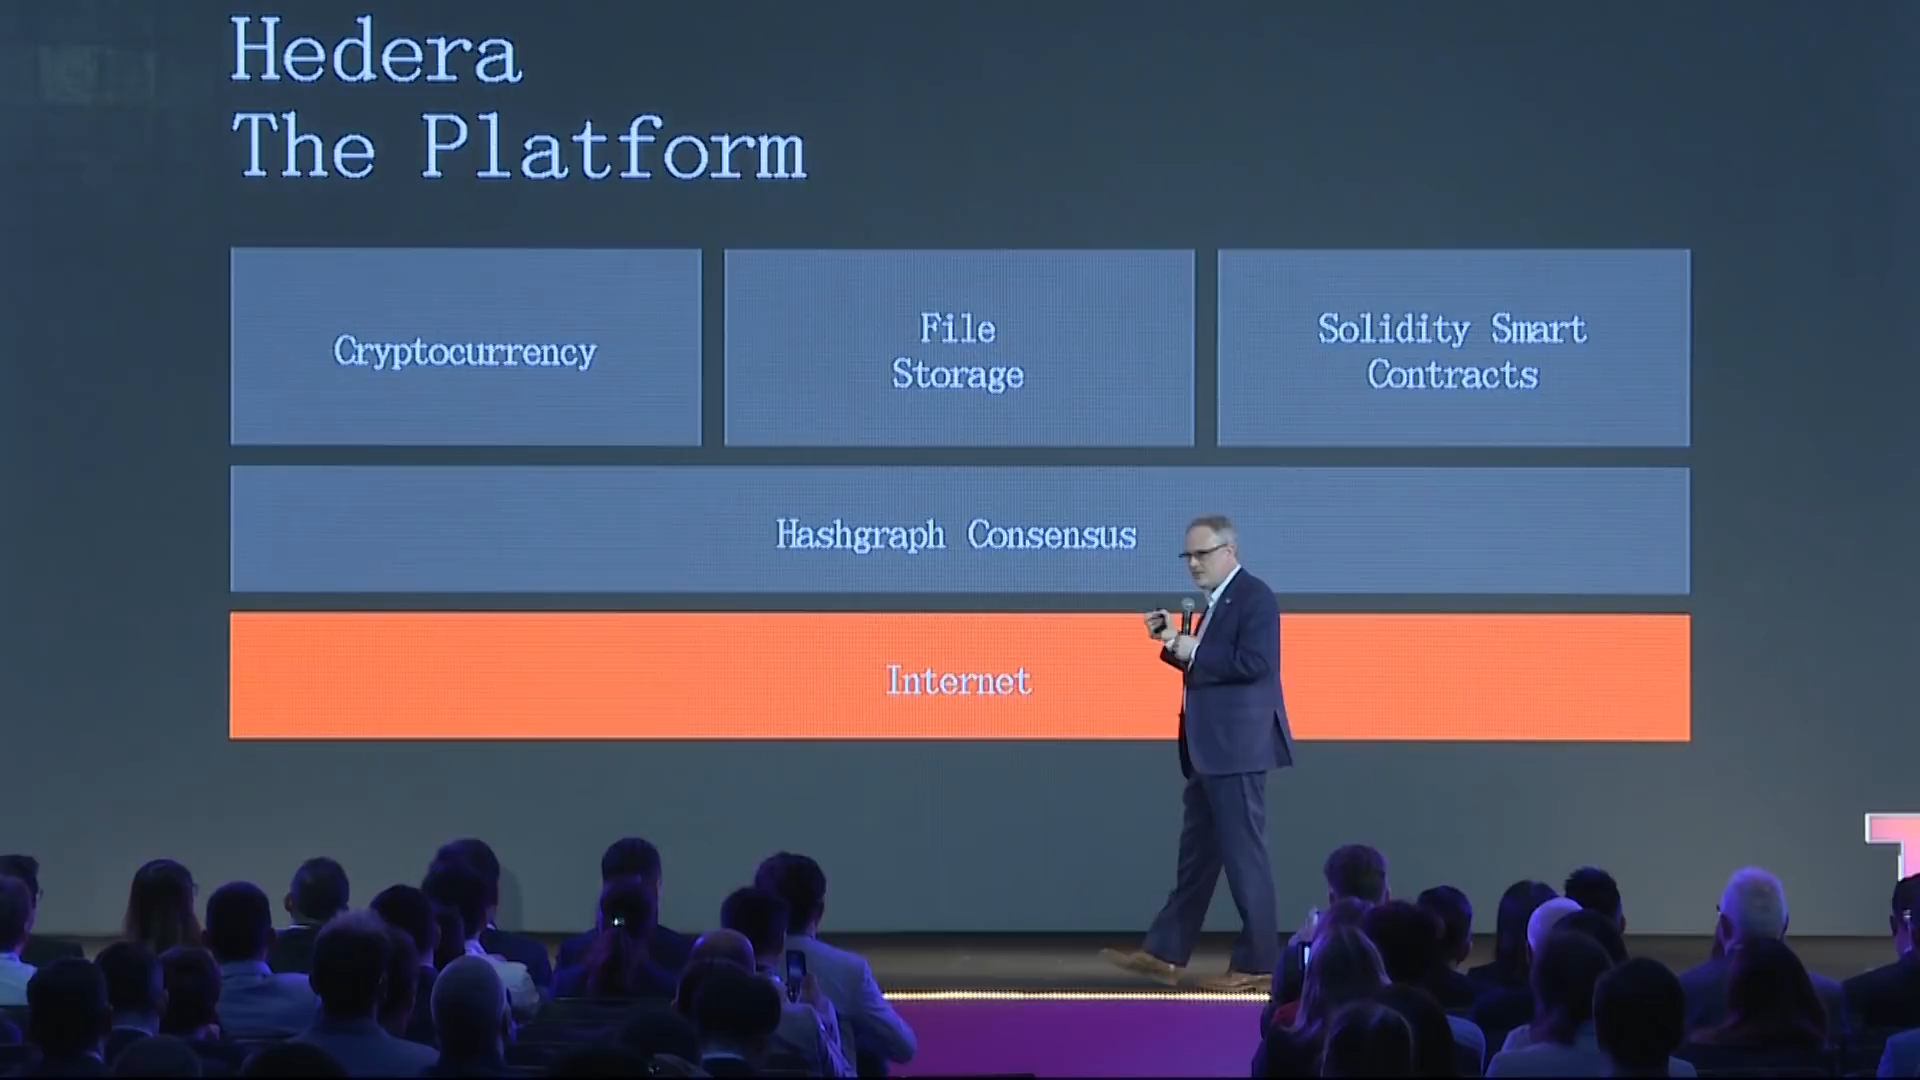 Hedera
The Platform
Cryptocurrency
File
Storage
Solidity Smart
Contracts
Hashgraph Consensus
Internet